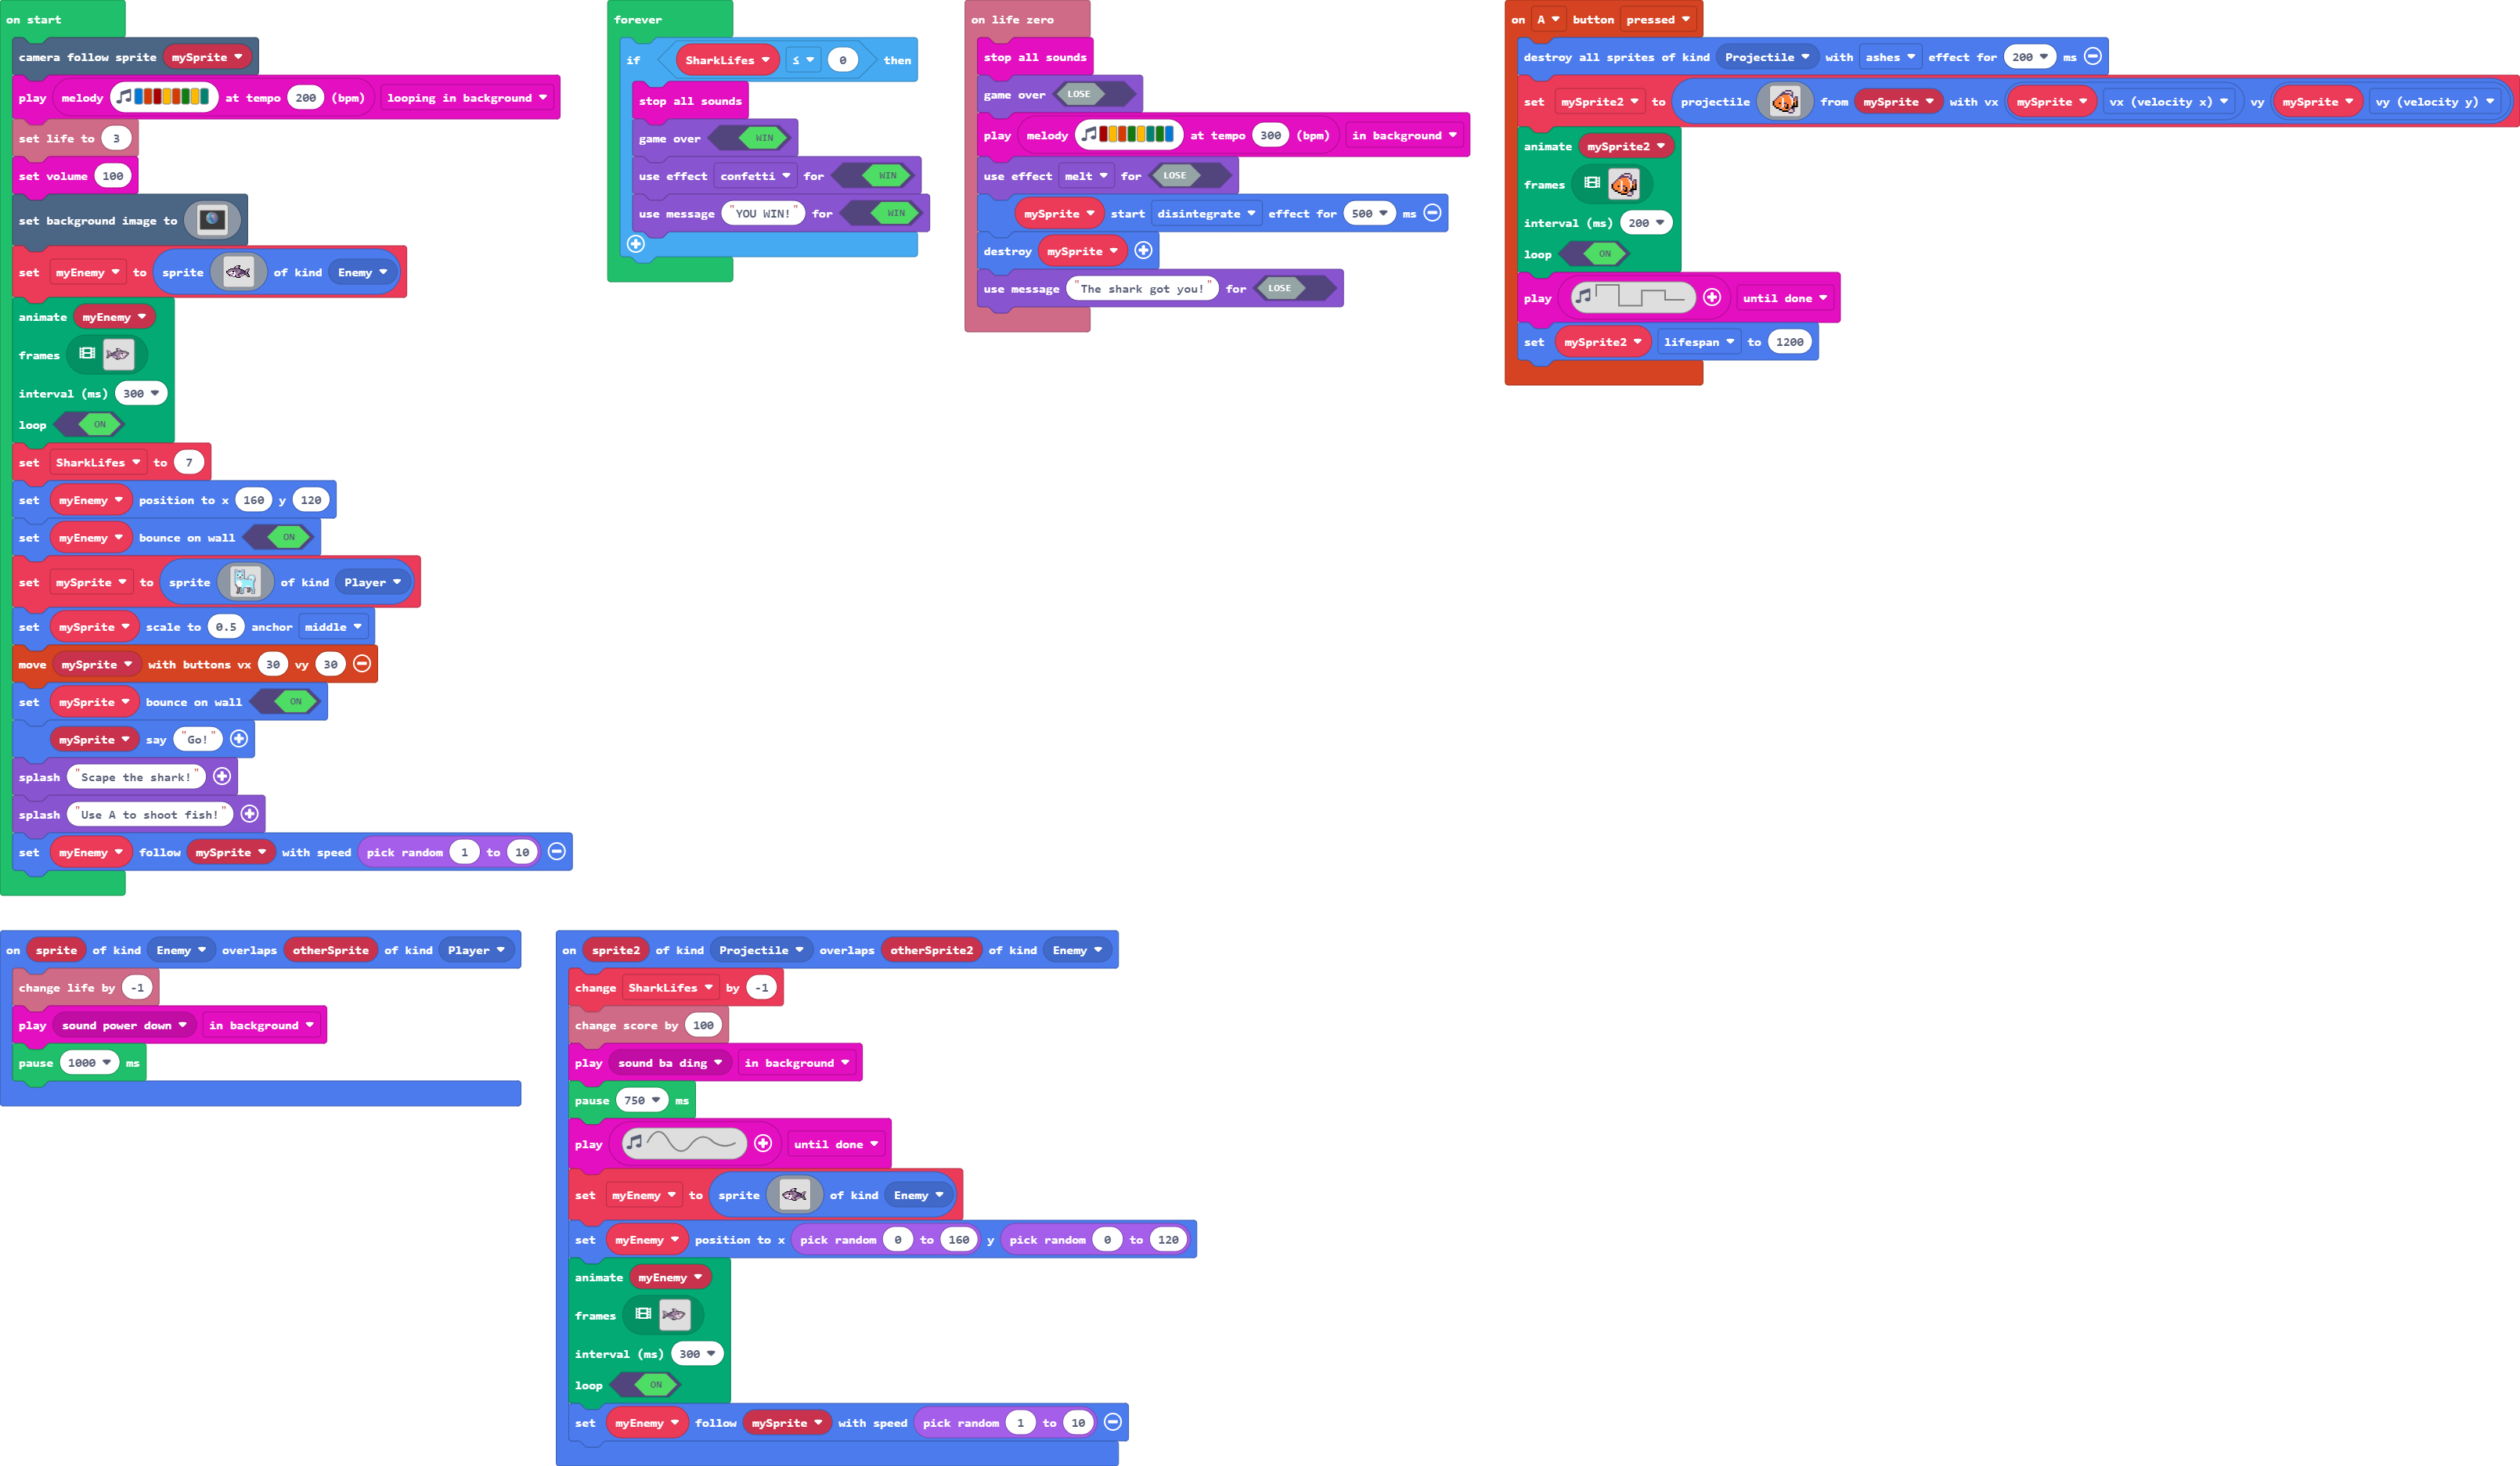 on start
camera follow sprite mySprite
play melody at tempo 200 (bpm) looping in background
set life to 3
set volume 100
set background image to
set myEnemy to sprite of kind Enemy
animate myEnemy
frames
interval (ms) 300
loop ON
set SharkLifes to 7
set myEnemy position to x 160 y 120
set myEnemy bounce on wall ON
set mySprite to sprite of kind Player
set mySprite scale to 0.5 anchor middle
move mySprite with buttons vx 30 vy 30
set mySprite bounce on wall ON
mySprite say "Go!"
splash "Scape the shark!"
splash "Use A to shoot fish!"
set myEnemy follow mySprite with speed pick random 1 to 10
forever
if SharkLifes ≤ 0 then
stop all sounds
game over WIN
use effect confetti for WIN
use message "YOU WIN!" for WIN
on life zero
stop all sounds
game over LOSE
play melody at tempo 300 (bpm) in background
use effect melt for LOSE
mySprite start disintegrate effect for 500 ms
destroy mySprite
use message "The shark got you!" for LOSE
on A button pressed
destroy all sprites of kind Projectile with ashes effect for 200 ms
set mySprite2 to projectile from mySprite with vx mySprite vx (velocity x) vy mySprite vy (velocity y)
animate mySprite2
frames
interval (ms) 200
loop ON
play until done
set mySprite2 lifespan to 1200
on sprite of kind Enemy overlaps otherSprite of kind Player
change life by -1
play sound power down in background
pause 1000 ms
on sprite2 of kind Projectile overlaps otherSprite2 of kind Enemy
change SharkLifes by -1
change score by 100
play sound ba ding in background
pause 750 ms
play until done
set myEnemy to sprite of kind Enemy
set myEnemy position to x pick random 0 to 160 y pick random 0 to 120
animate myEnemy
frames
interval (ms) 300
loop ON
set myEnemy follow mySprite with speed pick random 1 to 10